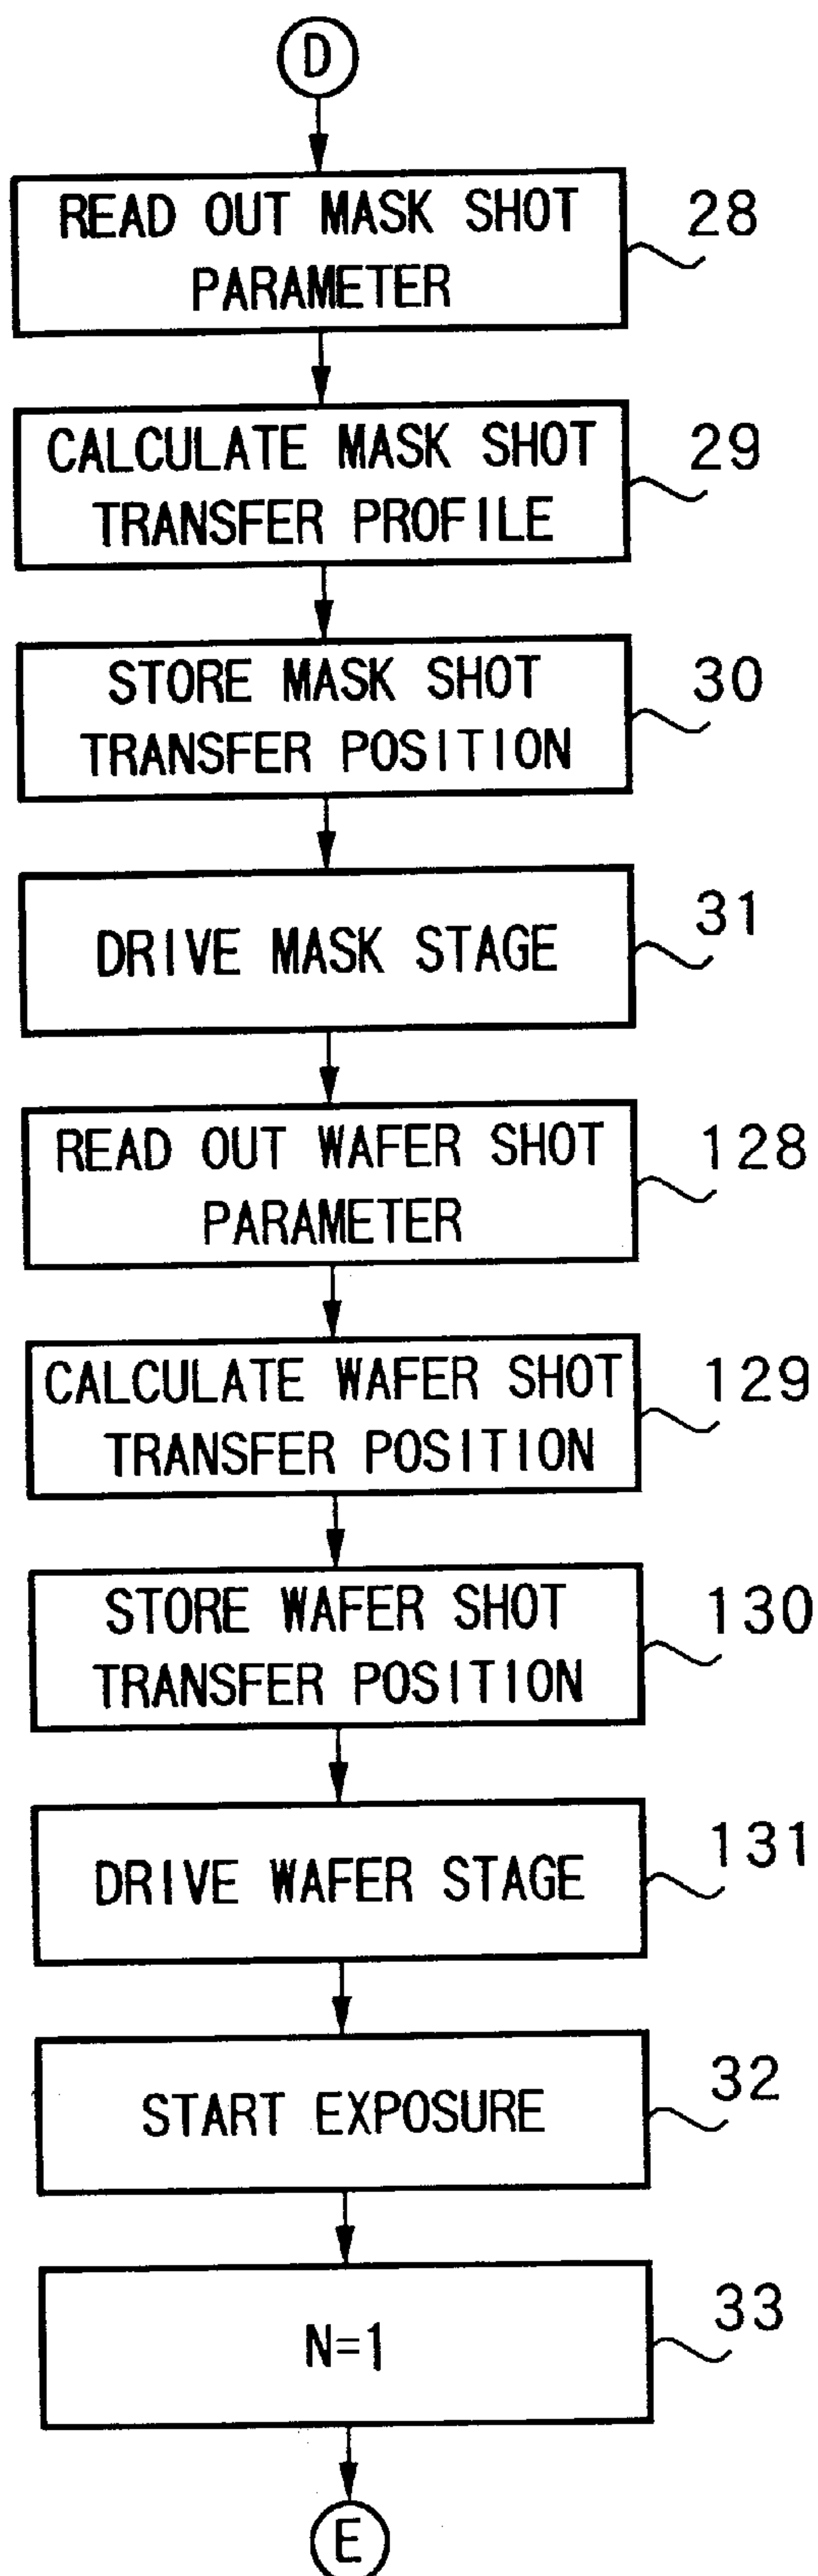 D
READ OUT MASK SHOT
PARAMETER
28
CALCULATE MASK SHOT
TRANSFER PROFILE
29
STORE MASK SHOT
TRANSFER POSITION
30
DRIVE MASK STAGE
31
READ OUT WAFER SHOT
PARAMETER
128
CALCULATE WAFER SHOT
TRANSFER POSITION
129
STORE WAFER SHOT
TRANSFER POSITION
130
DRIVE WAFER STAGE
131
START EXPOSURE
32
N=1
33
E